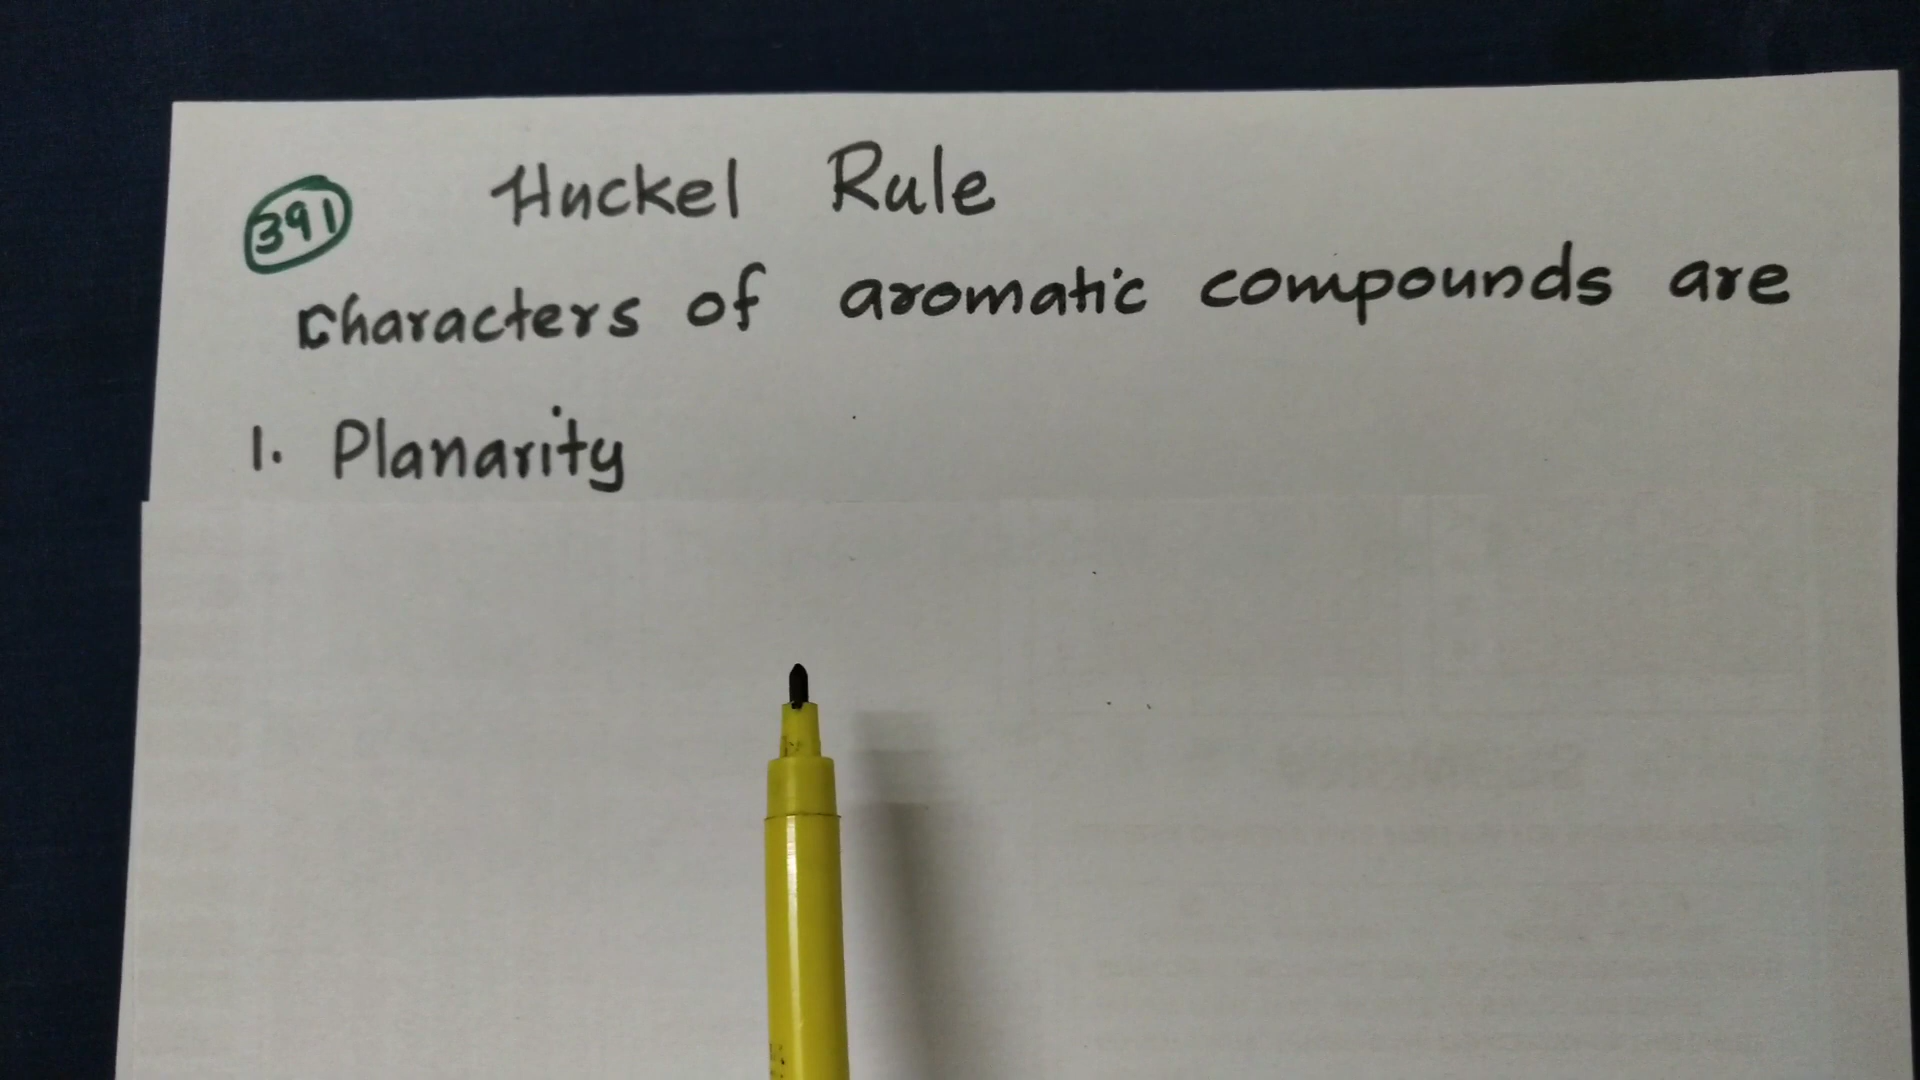 391 Huckel Rule
Characters of aromatic compounds are
1. Planarity